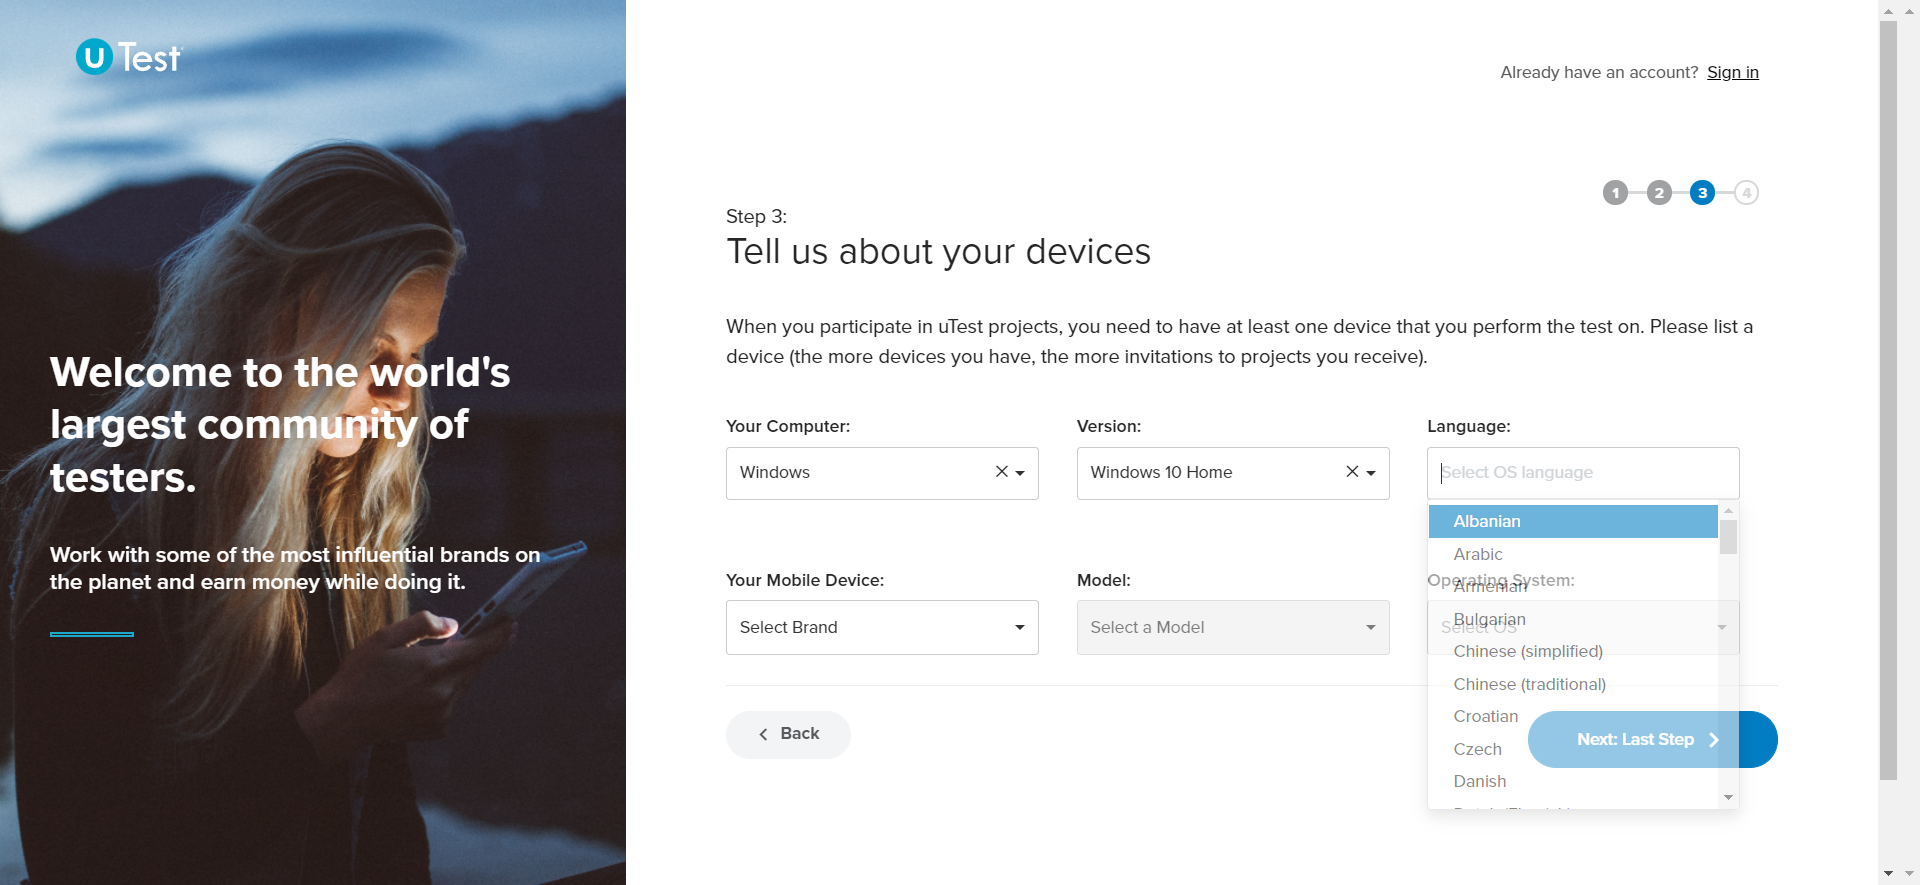 U Test
Welcome to the world's
largest community of
testers.
Work with some of the most influential brands on
the planet and earn money while doing it.
Already have an account? Sign in
1 2 3 4
Step 3:
Tell us about your devices
When you participate in uTest projects, you need to have at least one device that you perform the test on. Please list a
device (the more devices you have, the more invitations to projects you receive).
Your Computer: Version: Language:
Windows Windows 10 Home Select OS language
Albanian
Arabic
Your Mobile Device: Model: Operating System:
Armenian
Select Brand Select a Model Select OS
Bulgarian
Chinese (simplified)
Chinese (traditional)
Croatian
Back Next: Last Step
Czech
Danish